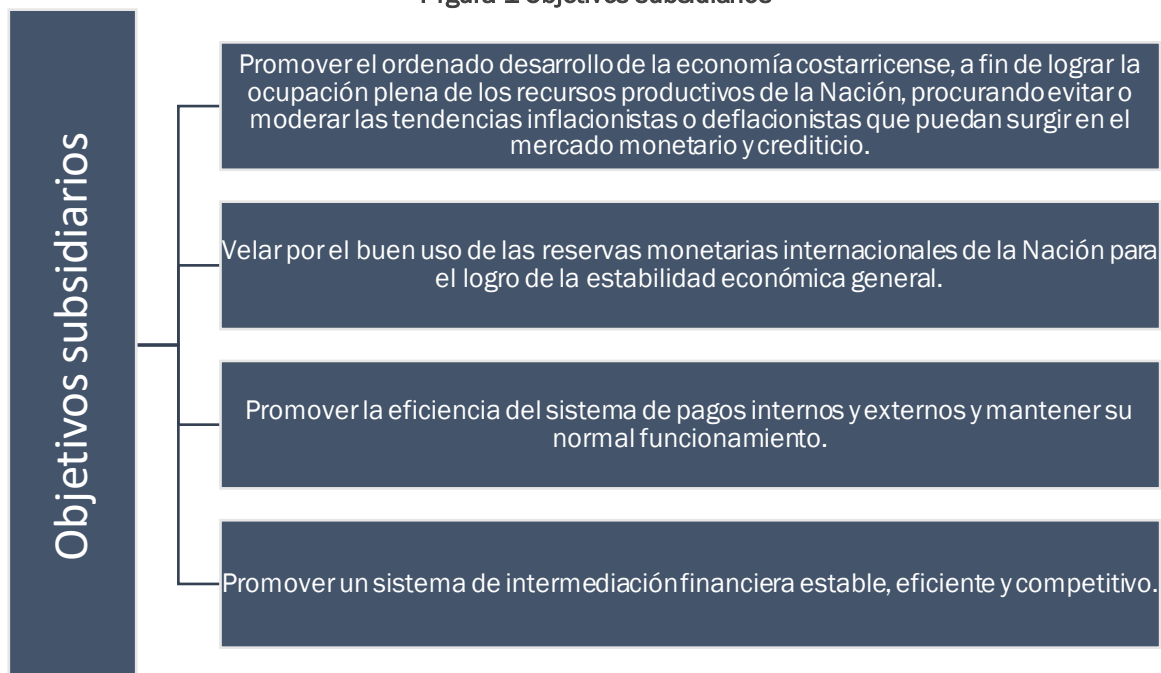 Figura 1 Objetivos subsidiarios
Objetivos subsidiarios
Promover el ordenado desarrollo de la economía costarricense, a fin de lograr la
ocupación plena de los recursos productivos de la Nación, procurando evitar o
moderar las tendencias inflacionistas o deflacionistas que puedan surgir en el
mercado monetario y crediticio.
Velar por el buen uso de las reservas monetarias internacionales de la Nación para
el logro de la estabilidad económica general.
Promover la eficiencia del sistema de pagos internos y externos y mantener su
normal funcionamiento.
Promover un sistema de intermediación financiera estable, eficiente y competitivo.